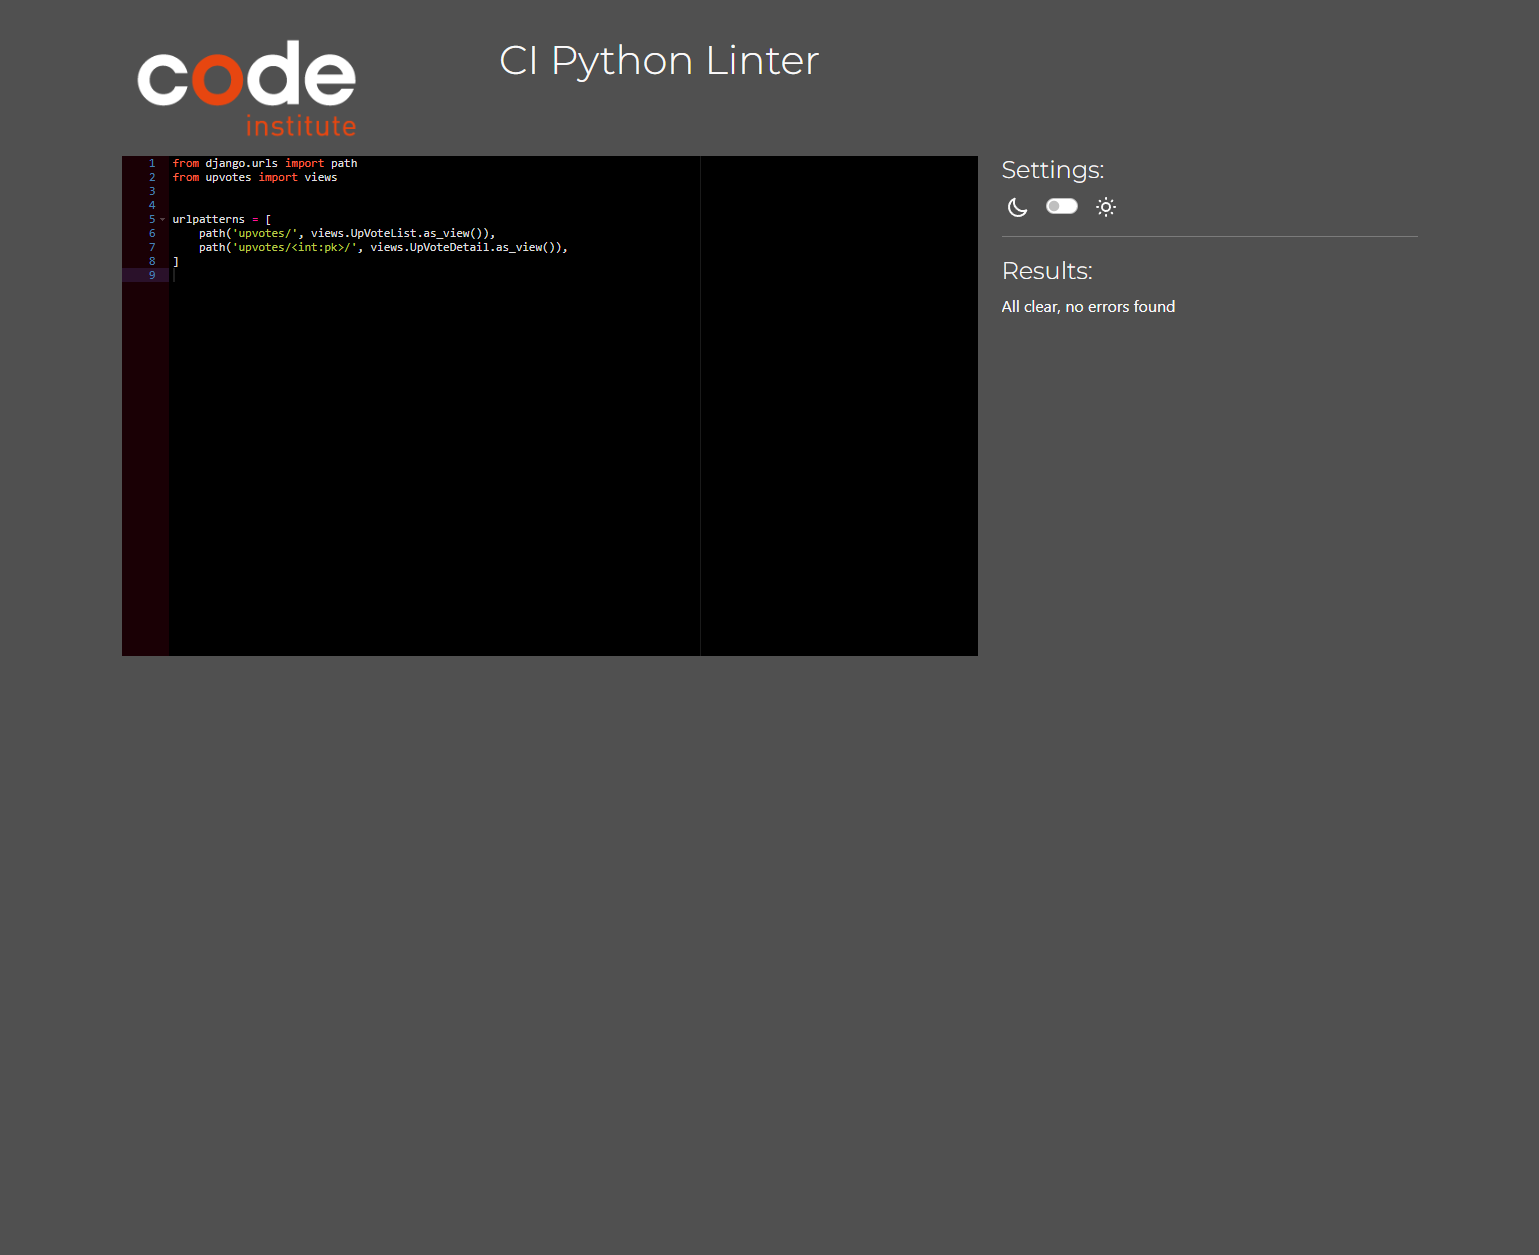 code
institute
CI Python Linter
1 from django.urls import path
2 from upvotes import views
3
4
5 urlpatterns = [
6     path('upvotes/', views.UpVoteList.as_view()),
7     path('upvotes/<int:pk>/', views.UpVoteDetail.as_view()),
8 ]
9
Settings:
Results:
All clear, no errors found